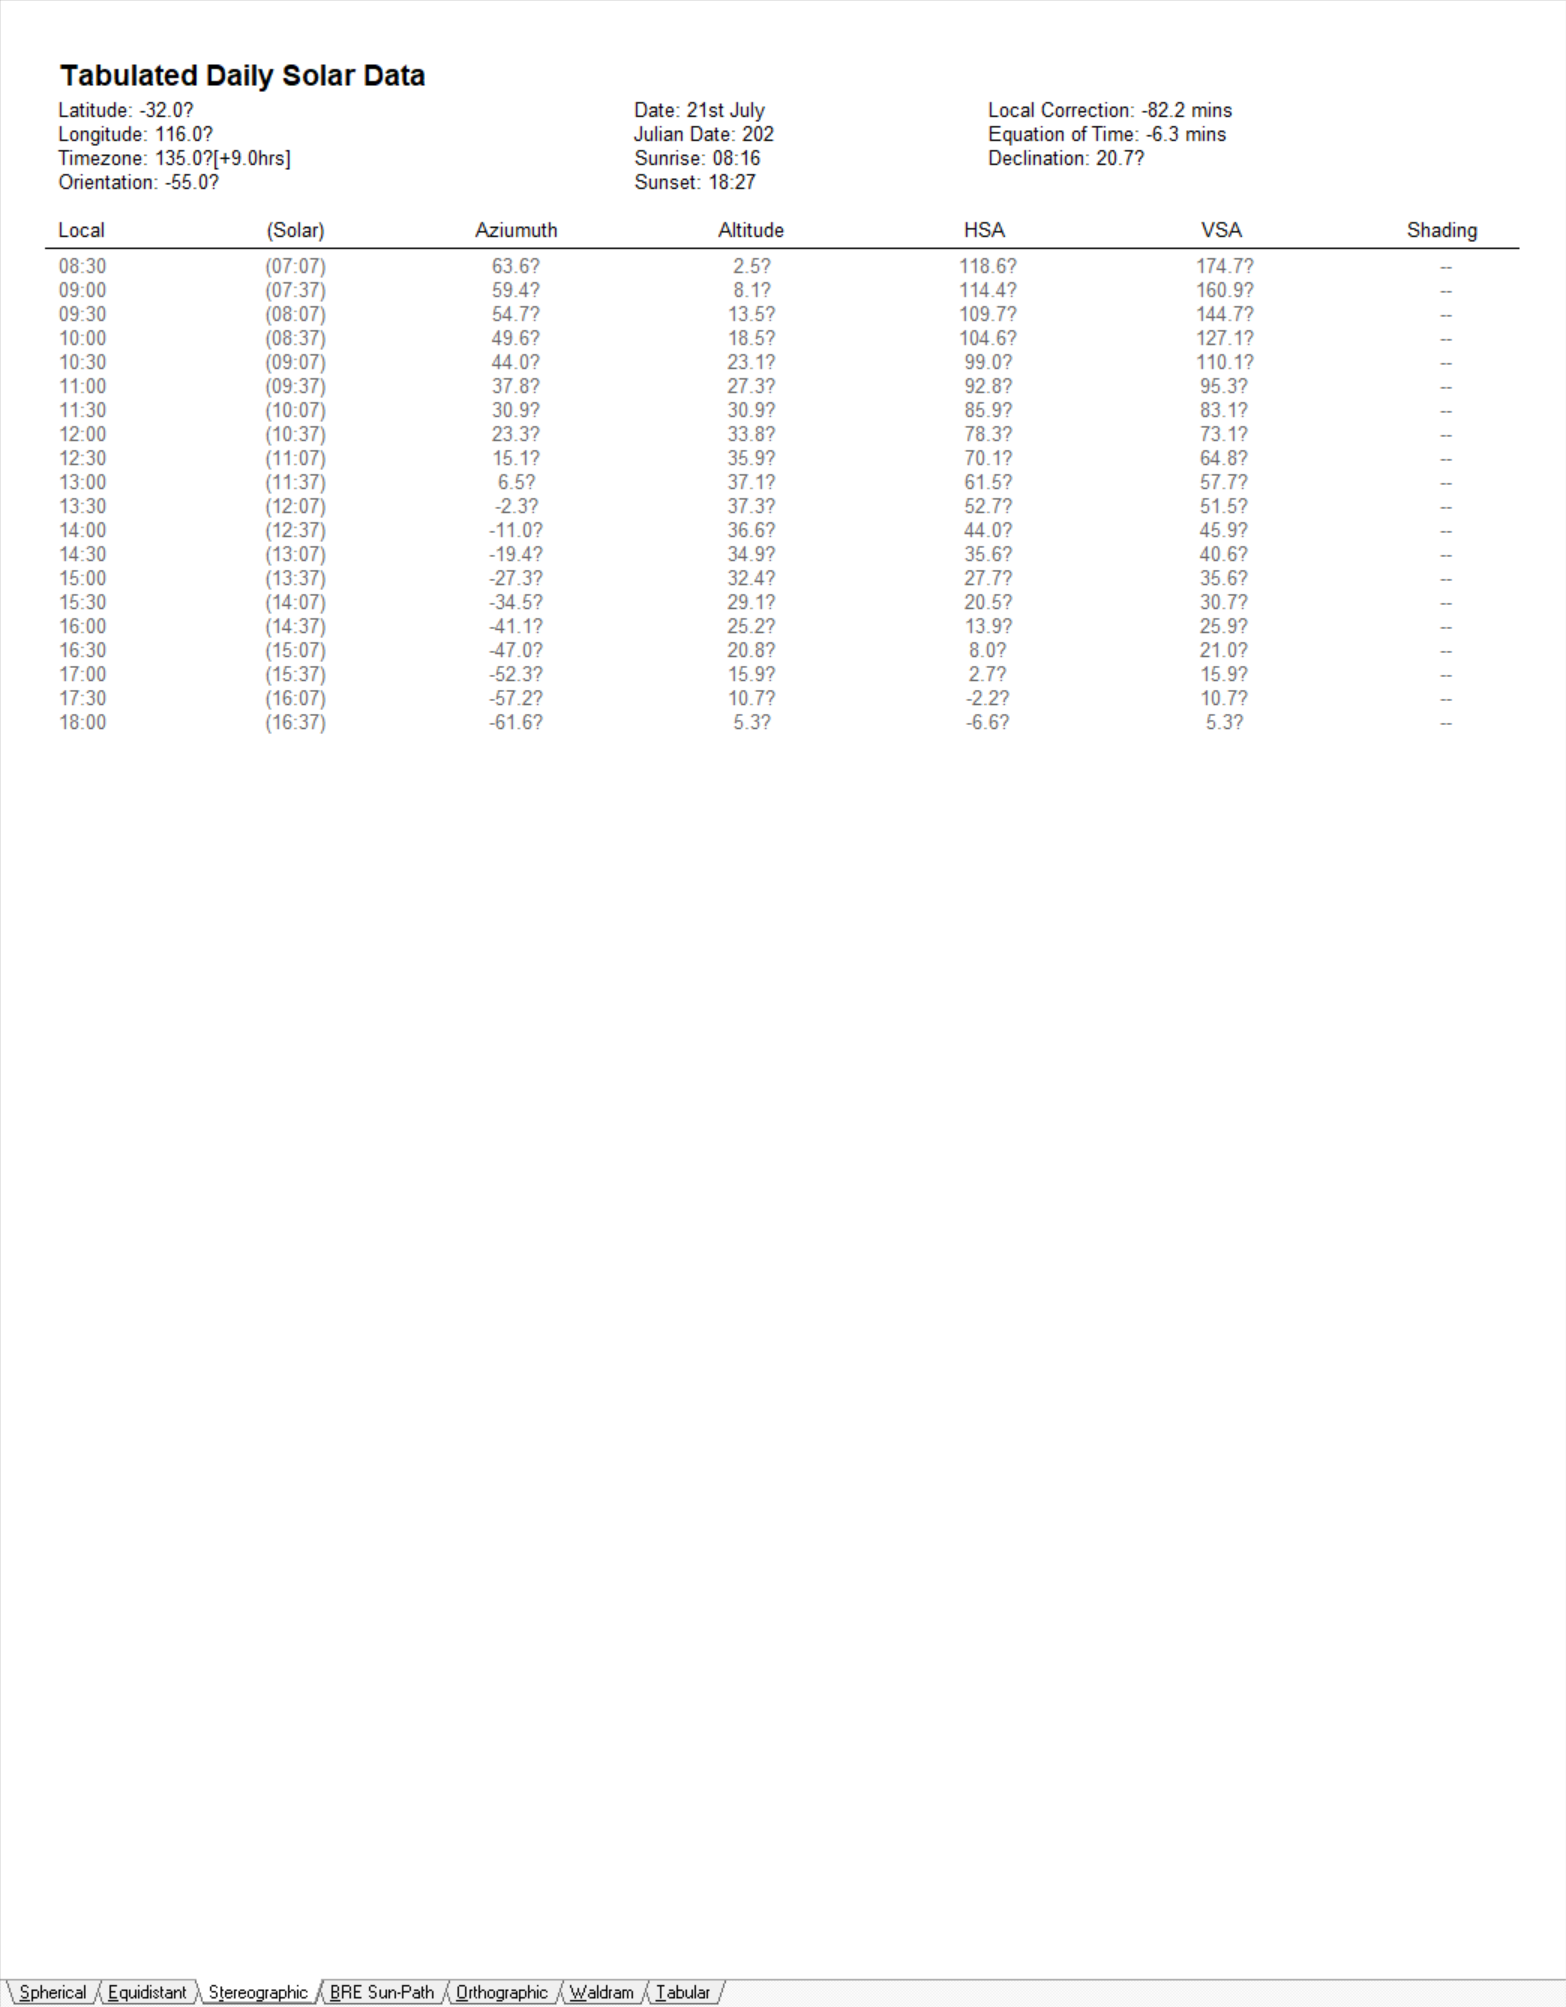 Tabulated Daily Solar Data
Latitude: -32.0? Date: 21st July Local Correction: -82.2 mins
Longitude: 116.0? Julian Date: 202 Equation of Time: -6.3 mins
Timezone: 135.0?[+9.0hrs] Sunrise: 08:16 Declination: 20.7?
Orientation: -55.0? Sunset: 18:27
Local (Solar) Aziumuth Altitude HSA VSA Shading
08:30 (07:07) 63.6? 2.5? 118.6? 174.7? --
09:00 (07:37) 59.4? 8.1? 114.4? 160.9? --
09:30 (08:07) 54.7? 13.5? 109.7? 144.7? --
10:00 (08:37) 49.6? 18.5? 104.6? 127.1? --
10:30 (09:07) 44.0? 23.1? 99.0? 110.1? --
11:00 (09:37) 37.8? 27.3? 92.8? 95.3? --
11:30 (10:07) 30.9? 30.9? 85.9? 83.1? --
12:00 (10:37) 23.3? 33.8? 78.3? 73.1? --
12:30 (11:07) 15.1? 35.9? 70.1? 64.8? --
13:00 (11:37) 6.5? 37.1? 61.5? 57.7? --
13:30 (12:07) -2.3? 37.3? 52.7? 51.5? --
14:00 (12:37) -11.0? 36.6? 44.0? 45.9? --
14:30 (13:07) -19.4? 34.9? 35.6? 40.6? --
15:00 (13:37) -27.3? 32.4? 27.7? 35.6? --
15:30 (14:07) -34.5? 29.1? 20.5? 30.7? --
16:00 (14:37) -41.1? 25.2? 13.9? 25.9? --
16:30 (15:07) -47.0? 20.8? 8.0? 21.0? --
17:00 (15:37) -52.3? 15.9? 2.7? 15.9? --
17:30 (16:07) -57.2? 10.7? -2.2? 10.7? --
18:00 (16:37) -61.6? 5.3? -6.6? 5.3? --
Spherical Equidistant Stereographic BRE Sun-Path Orthographic Waldram Tabular